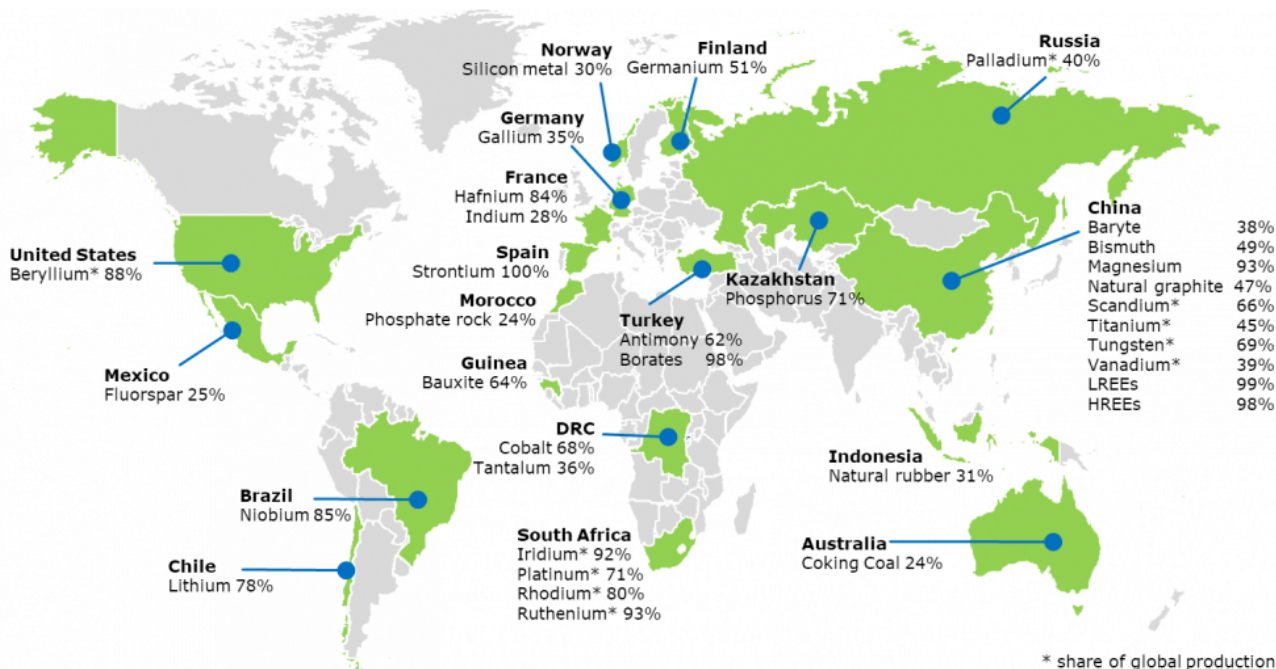 Norway
Silicon metal 30%
Finland
Germanium 51%
Russia
Palladium* 40%
Germany
Gallium 35%
France
Hafnium 84%
Indium 28%
Spain
Strontium 100%
Morocco
Phosphate rock 24%
Guinea
Bauxite 64%
United States
Beryllium* 88%
Mexico
Fluorspar 25%
Brazil
Niobium 85%
Chile
Lithium 78%
DRC
Cobalt 68%
Tantalum 36%
South Africa
Iridium* 92%
Platinum* 71%
Rhodium* 80%
Ruthenium* 93%
Turkey
Antimony 62%
Borates 98%
Kazakhstan
Phosphorus 71%
China
Baryte 38%
Bismuth 49%
Magnesium 93%
Natural graphite 47%
Scandium* 66%
Titanium* 45%
Tungsten* 69%
Vanadium* 39%
LREEs 99%
HREEs 98%
Indonesia
Natural rubber 31%
Australia
Coking Coal 24%
* share of global production